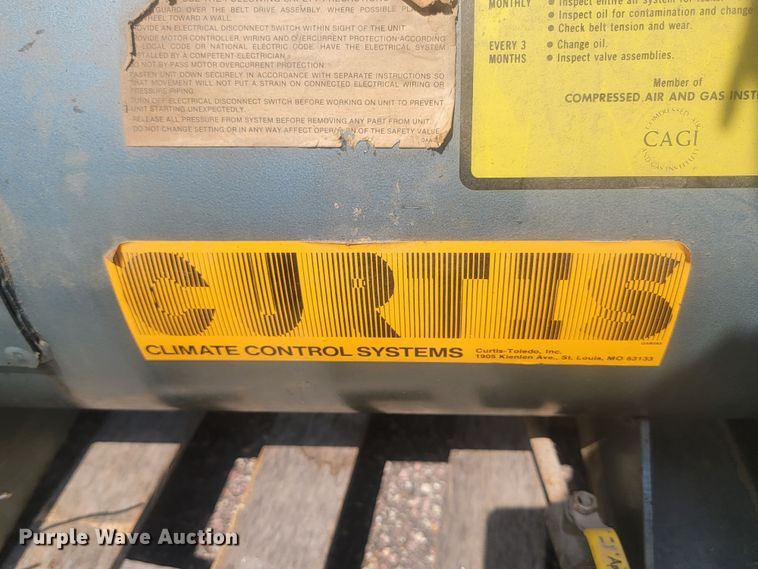 GUARD OVER THE BELT DRIVE ASSEMBLY. WHERE POSSIBLE
WHEEL TOWARD A WALL.
PROVIDE AN ELECTRICAL DISCONNECT SWITCH WITHIN SIGHT OF THE UNIT.
PROVIDE MOTOR CONTROLLER WIRING AND OVERCURRENT PROTECTION ACCORDING
LOCAL CODE OR NATIONAL ELECTRIC CODE. HAVE THE ELECTRICAL SYSTEM
INSTALLED BY A COMPETENT ELECTRICIAN
NOT BY-PASS MOTOR OVERCURRENT PROTECTION.
FASTEN UNIT DOWN SECURELY IN ACCORDANCE WITH SEPARATE INSTRUCTIONS SO
THAT MOVEMENT WILL NOT PUT A STRAIN ON CONNECTED ELECTRICAL WIRING OR
PRESSURE PIPING.
TURN OFF ELECTRICAL DISCONNECT SWITCH BEFORE WORKING ON UNIT TO PREVENT
UNIT STARTING UNEXPECTEDLY.
RELEASE ALL PRESSURE FROM SYSTEM BEFORE REMOVING ANY PART FROM UNIT.
DO NOT CHANGE SETTING OR IN ANY WAY AFFECT OPERATION OF THE SAFETY VALVE
MONTHLY • Inspect entire air system for
• Inspect oil for contamination and change
• Check belt tension and wear.
EVERY 3 • Change oil.
MONTHS • Inspect valve assemblies.
Member of
COMPRESSED AIR AND GAS INST
COMPRESSED AIR
CAGI
AND GAS INSTITUTE
CURTIS
CLIMATE CONTROL SYSTEMS
Curtis-Toledo, Inc.
1905 Kienlen Ave., St. Louis, MO 63133
Purple Wave Auction